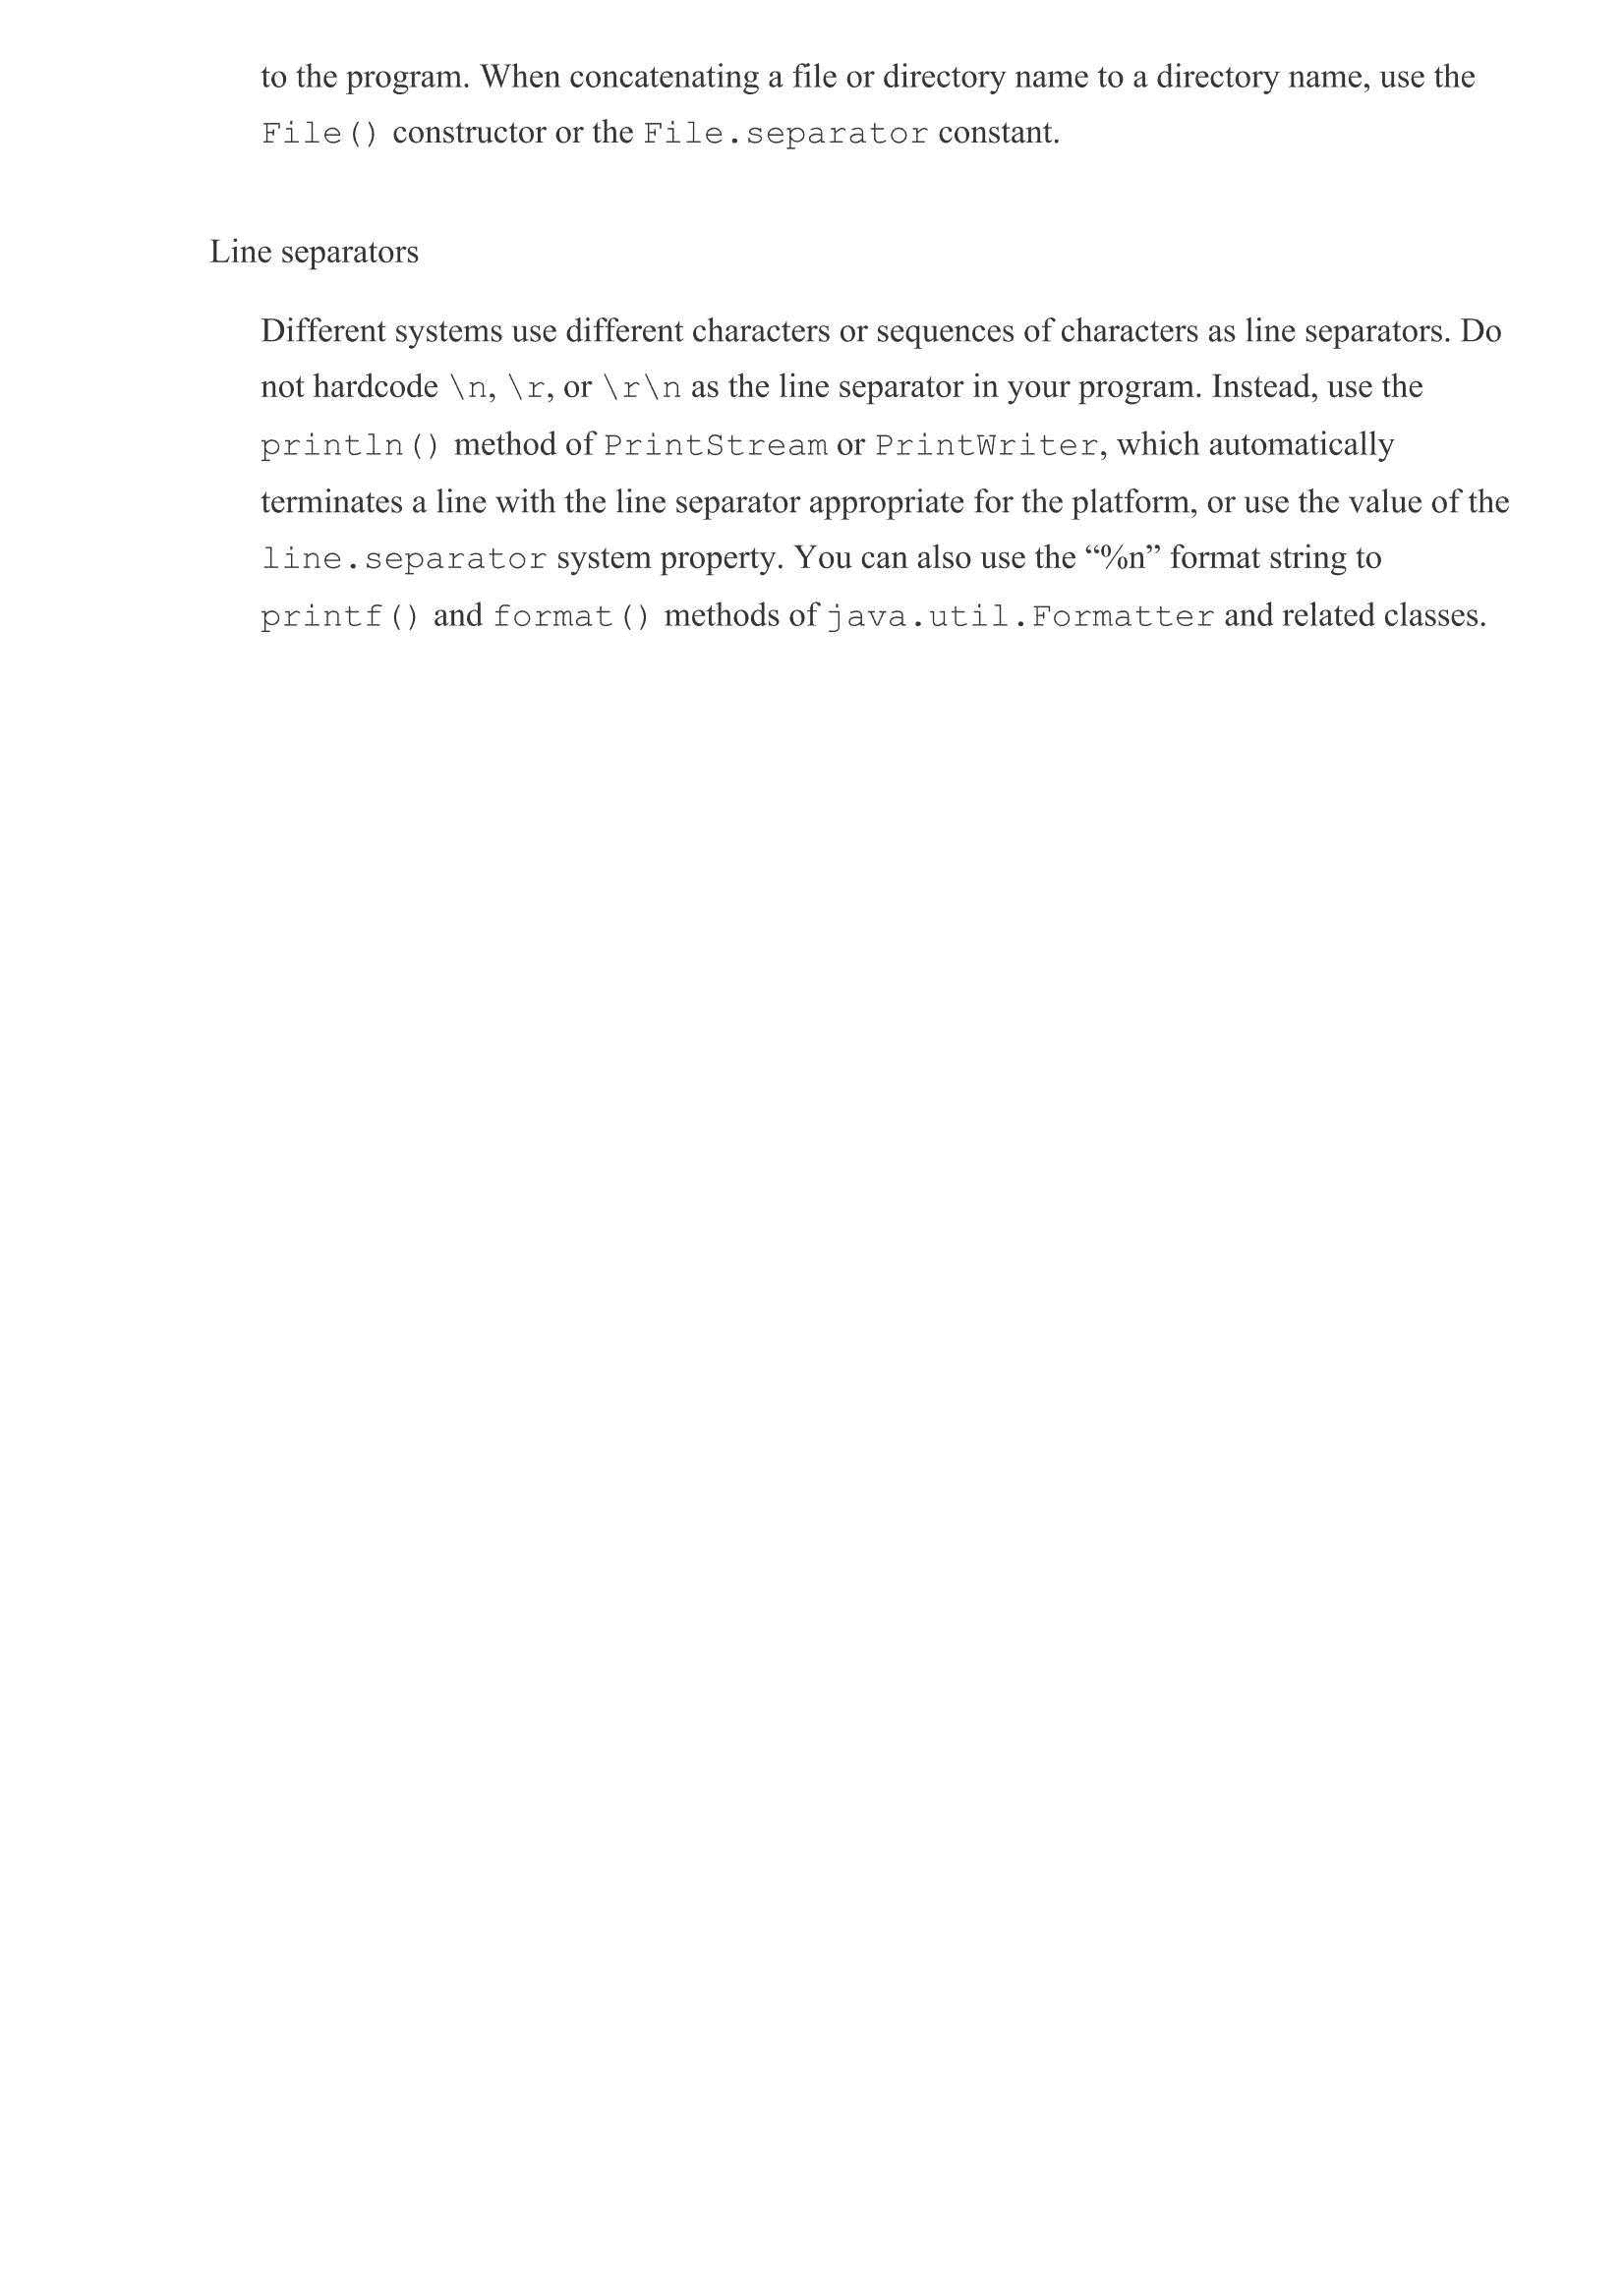 to the program. When concatenating a file or directory name to a directory name, use the
File() constructor or the File.separator constant.
Line separators
Different systems use different characters or sequences of characters as line separators. Do
not hardcode \n, \r, or \r\n as the line separator in your program. Instead, use the
println() method of PrintStream or PrintWriter, which automatically
terminates a line with the line separator appropriate for the platform, or use the value of the
line.separator system property. You can also use the “%n” format string to
printf() and format() methods of java.util.Formatter and related classes.